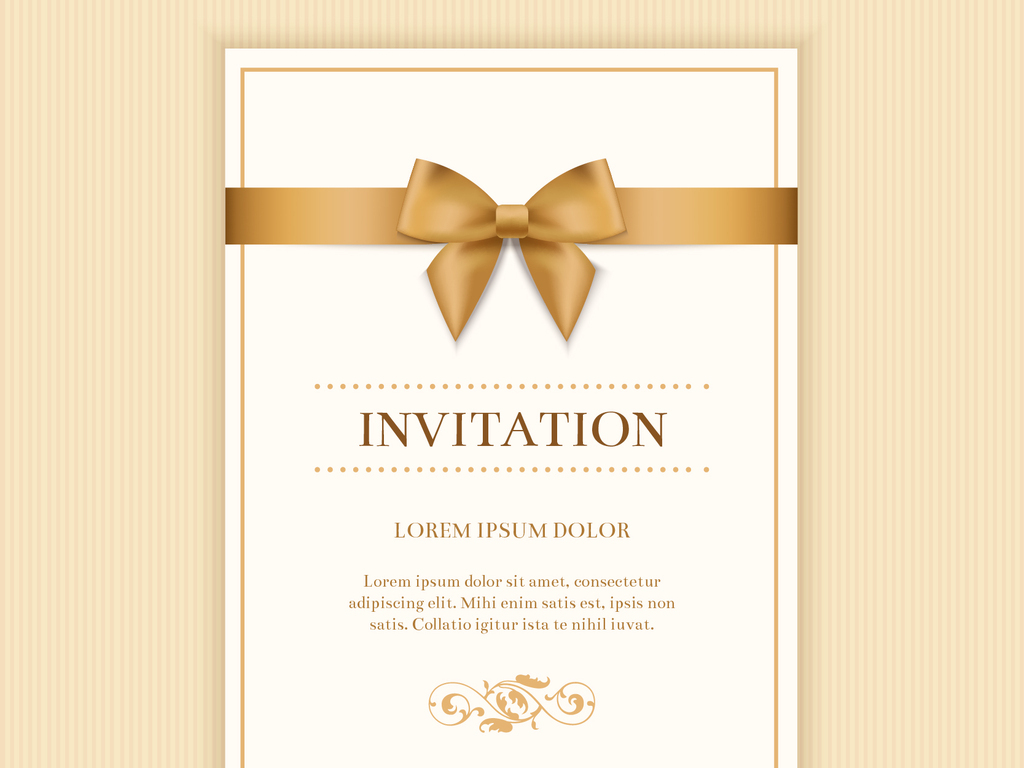 INVITATION
LOREM IPSUM DOLOR
Lorem ipsum dolor sit amet, consectetur
adipiscing elit. Mihi enim satis est, ipsis non
satis. Collatio igitur ista te nihil iuvat.